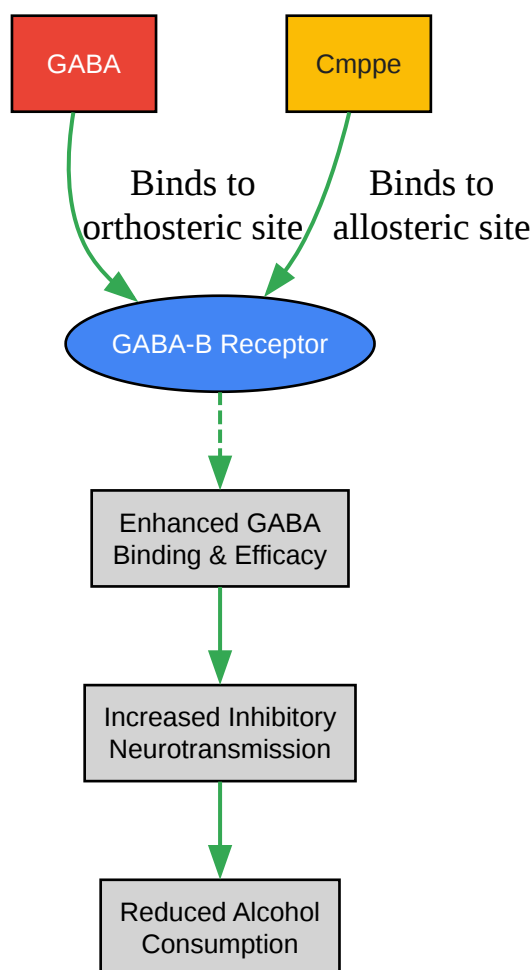 GABA
Cmppe
Binds to
orthosteric site
Binds to
allosteric site
GABA-B Receptor
Enhanced GABA
Binding & Efficacy
Increased Inhibitory
Neurotransmission
Reduced Alcohol
Consumption